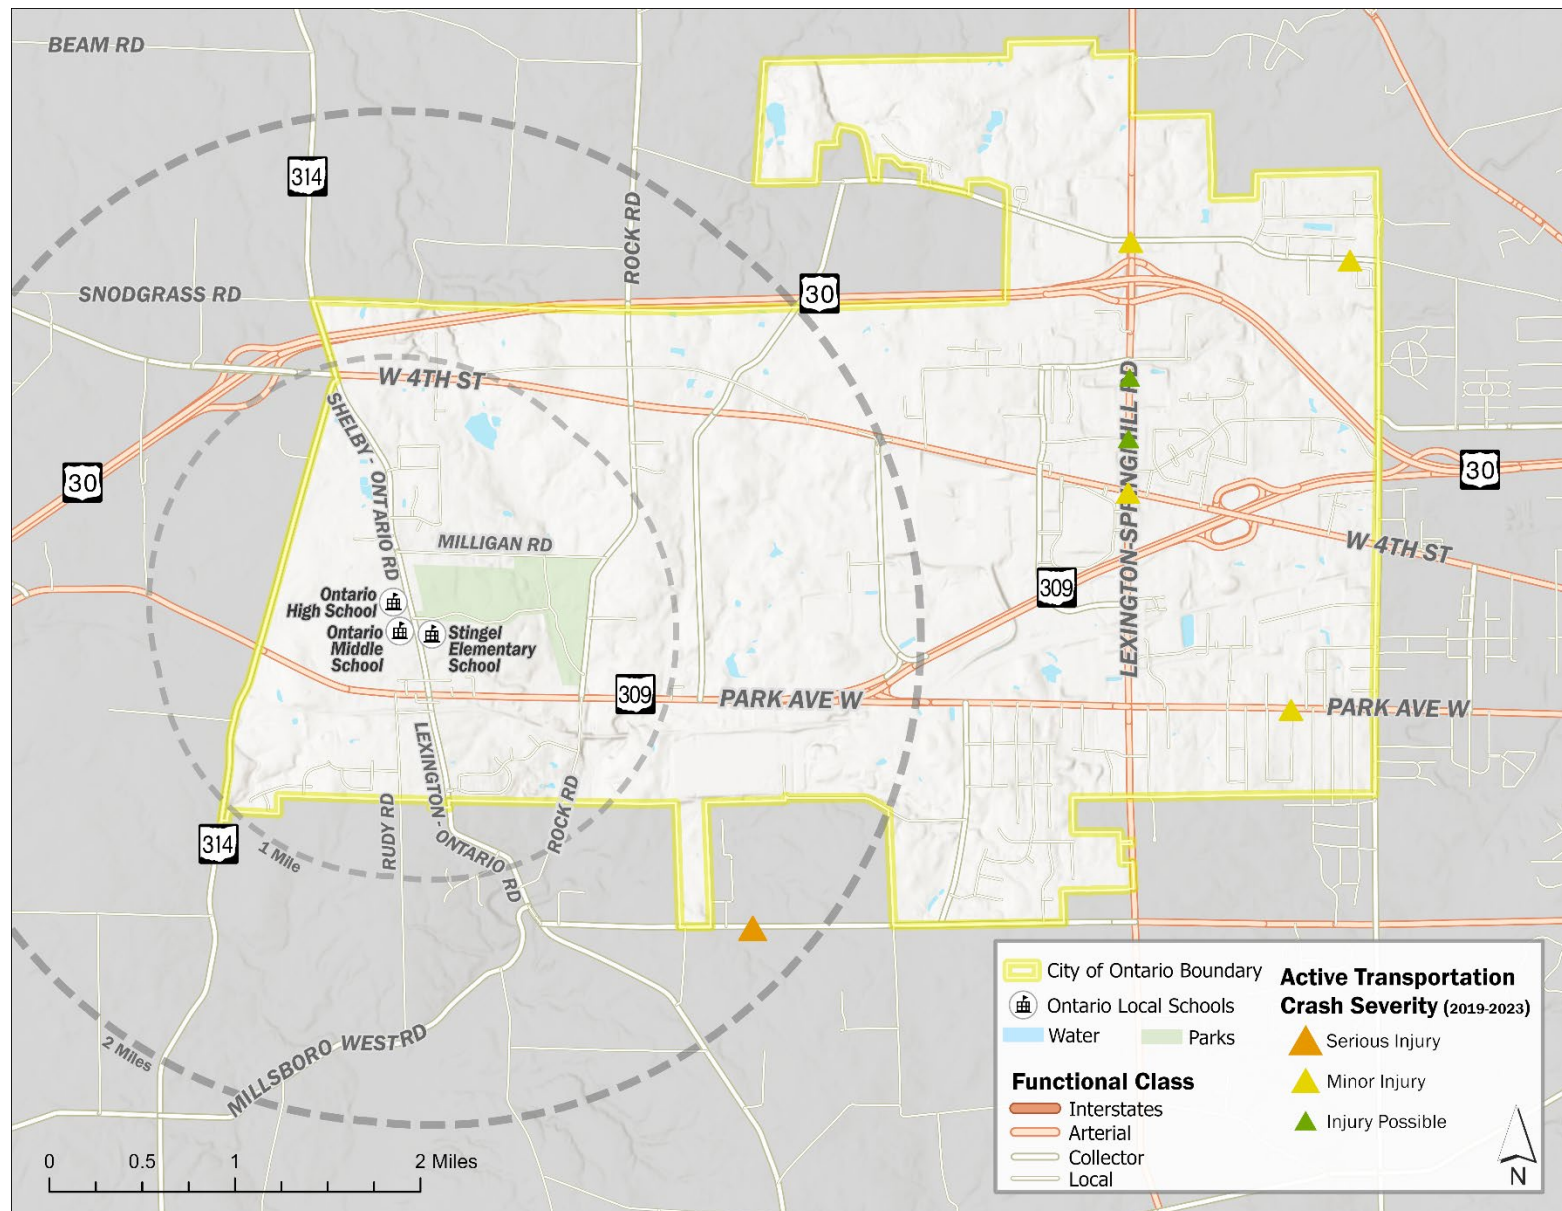 BEAM RD
314
ROCK RD
SNODGRASS RD
30
W 4TH ST
SHELBY - ONTARIO RD
LEXINGTON-SPRINGMILL RD
30
30
MILLIGAN RD
W 4TH ST
309
Ontario
High School
Ontario
Middle
School
Stingel
Elementary
School
309
PARK AVE W
PARK AVE W
LEXINGTON - ONTARIO RD
RUDY RD
ROCK RD
314
1 Mile
2 Miles
MILLSBORO WEST RD
0 0.5 1 2 Miles
City of Ontario Boundary
Ontario Local Schools
Water
Parks
Functional Class
Interstates
Arterial
Collector
Local
Active Transportation
Crash Severity (2019-2023)
Serious Injury
Minor Injury
Injury Possible
N